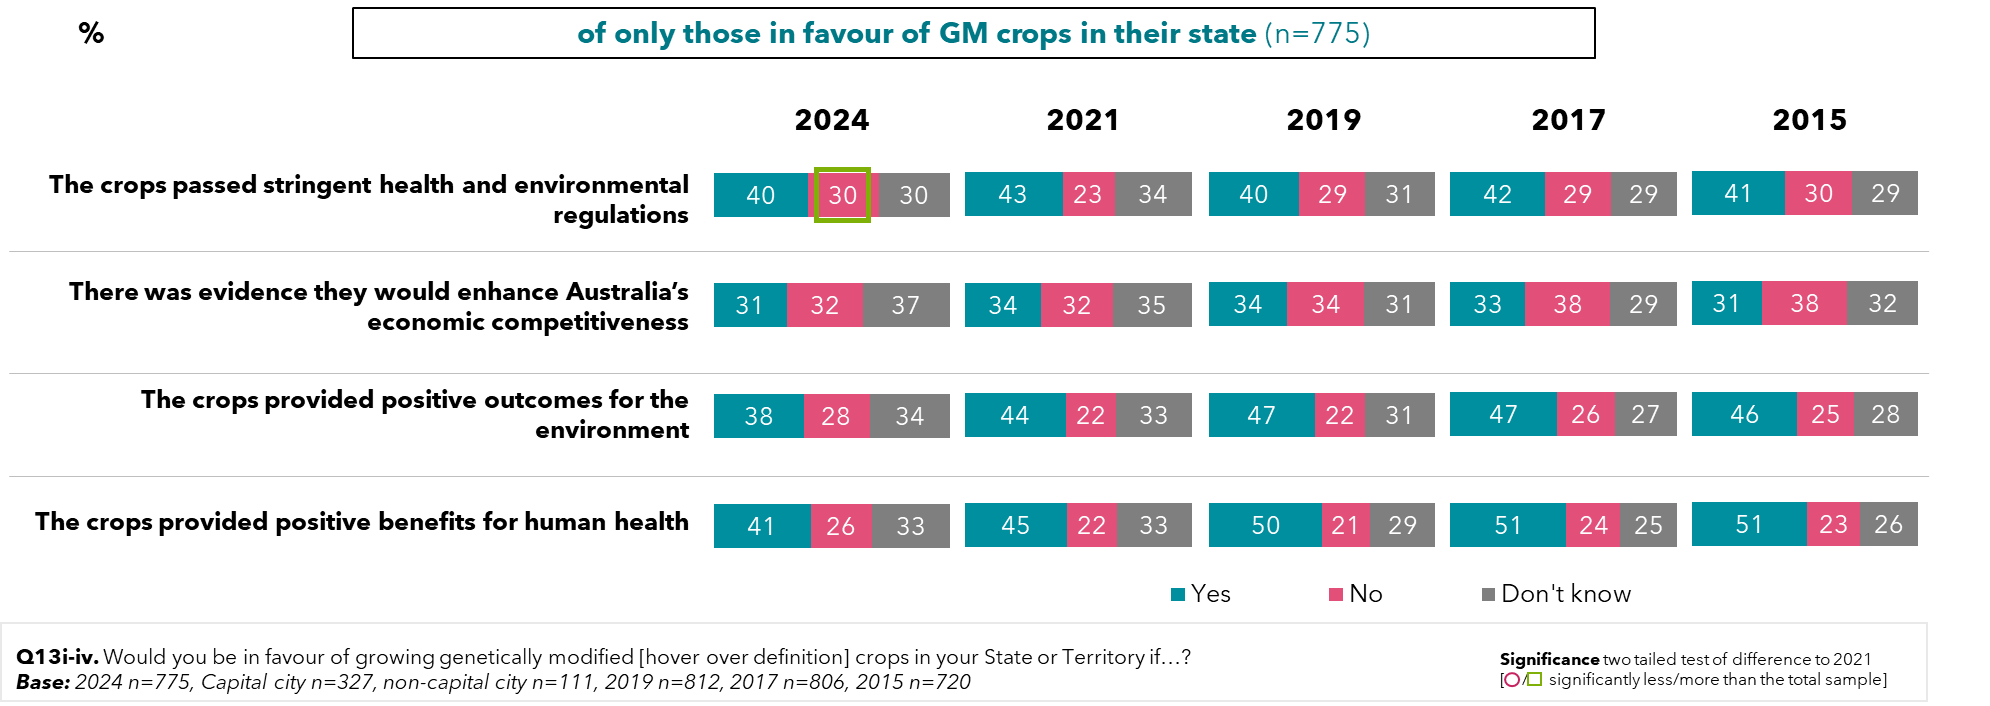 %
of only those in favour of GM crops in their state (n=775)
2024 2021 2019 2017 2015
The crops passed stringent health and environmental
regulations
40 30 30 43 23 34 40 29 31 42 29 29 41 30 29
There was evidence they would enhance Australia’s
economic competitiveness
31 32 37 34 32 35 34 34 31 33 38 29 31 38 32
The crops provided positive outcomes for the
environment
38 28 34 44 22 33 47 22 31 47 26 27 46 25 28
The crops provided positive benefits for human health
41 26 33 45 22 33 50 21 29 51 24 25 51 23 26
Yes No Don't know
Q13i-iv. Would you be in favour of growing genetically modified [hover over definition] crops in your State or Territory if…?
Base: 2024 n=775, Capital city n=327, non-capital city n=111, 2019 n=812, 2017 n=806, 2015 n=720
Significance two tailed test of difference to 2021
[○/□ significantly less/more than the total sample]